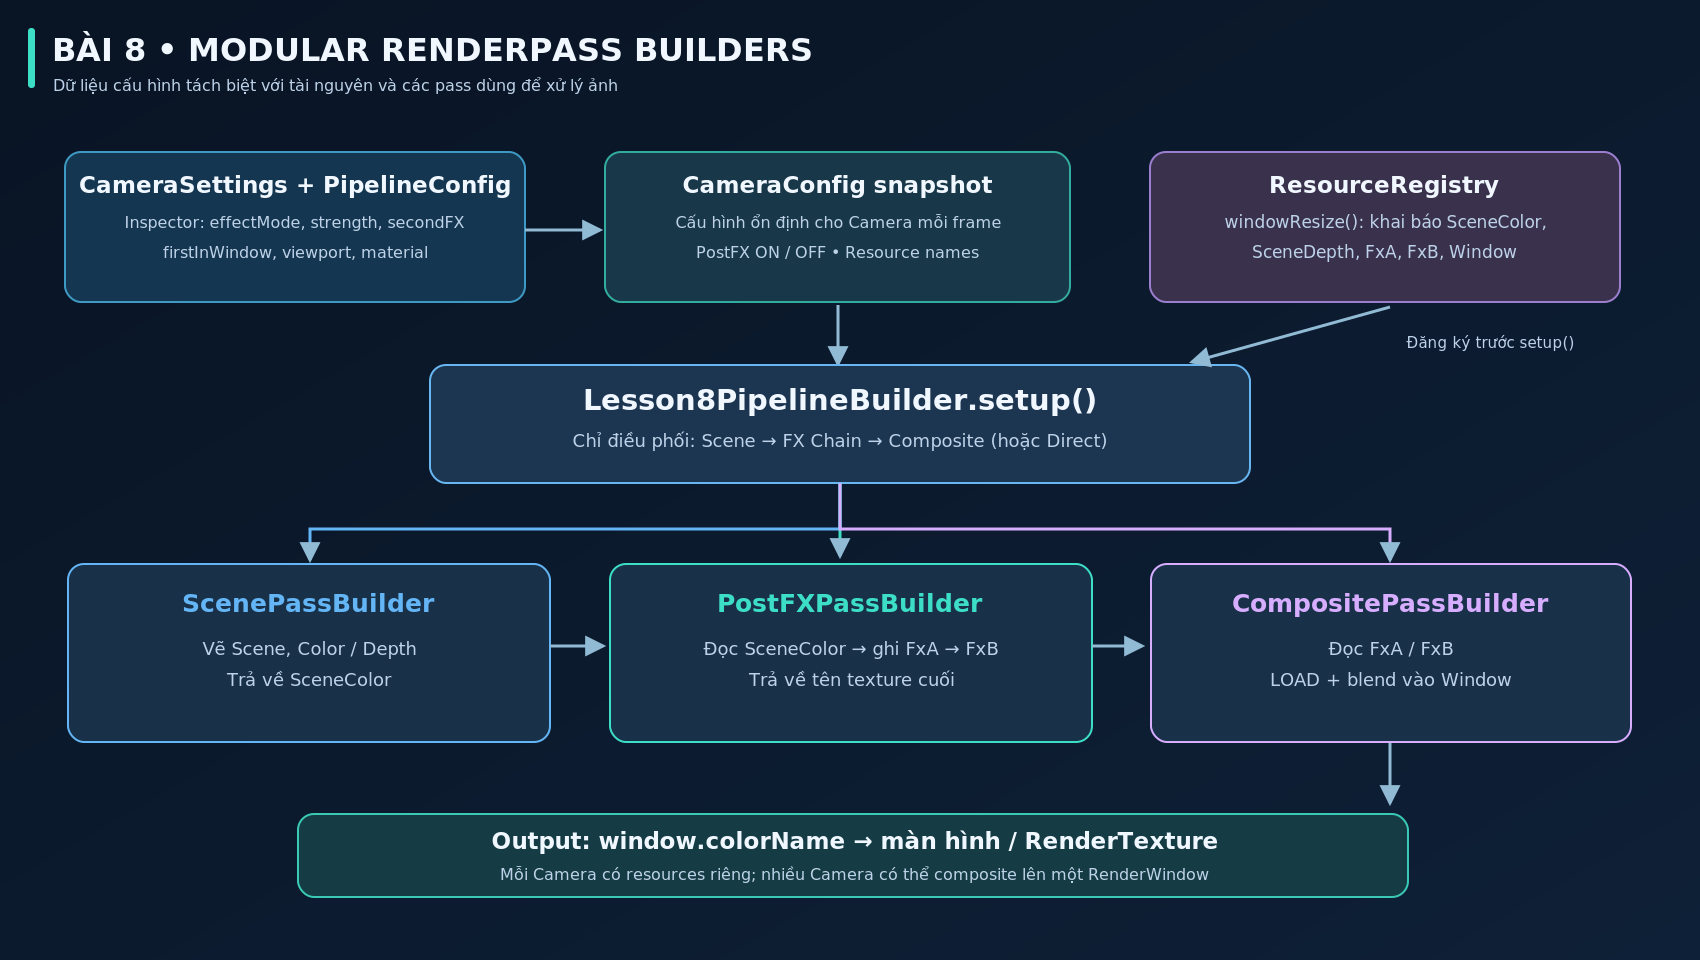 BÀI 8 • MODULAR RENDERPASS BUILDERS
Dữ liệu cấu hình tách biệt với tài nguyên và các pass dùng để xử lý ảnh
CameraSettings + PipelineConfig
Inspector: effectMode, strength, secondFX
firstInWindow, viewport, material
CameraConfig snapshot
Cấu hình ổn định cho Camera mỗi frame
PostFX ON / OFF • Resource names
ResourceRegistry
windowResize(): khai báo SceneColor,
SceneDepth, FxA, FxB, Window
Đăng ký trước setup()
Lesson8PipelineBuilder.setup()
Chỉ điều phối: Scene → FX Chain → Composite (hoặc Direct)
ScenePassBuilder
Vẽ Scene, Color / Depth
Trả về SceneColor
PostFXPassBuilder
Đọc SceneColor → ghi FxA → FxB
Trả về tên texture cuối
CompositePassBuilder
Đọc FxA / FxB
LOAD + blend vào Window
Output: window.colorName → màn hình / RenderTexture
Mỗi Camera có resources riêng; nhiều Camera có thể composite lên một RenderWindow